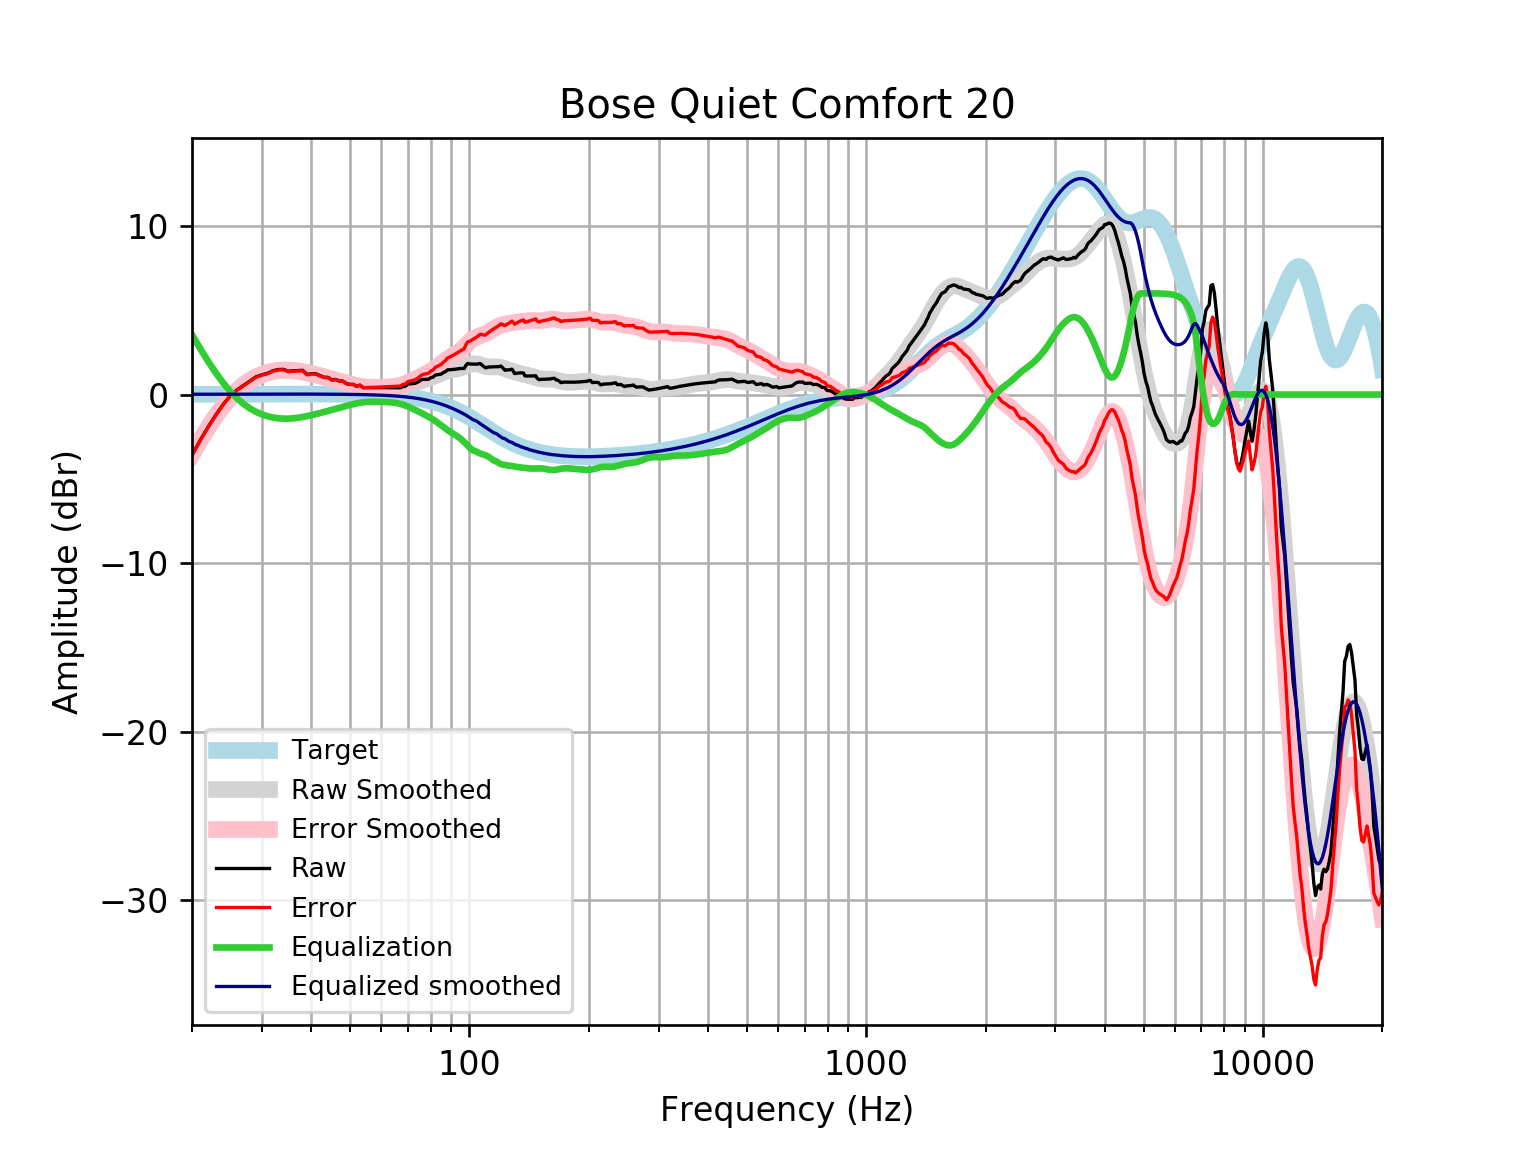 Bose Quiet Comfort 20
Amplitude (dBr)
10
0
−10
−20
−30
Target
Raw Smoothed
Error Smoothed
Raw
Error
Equalization
Equalized smoothed
100 1000 10000
Frequency (Hz)